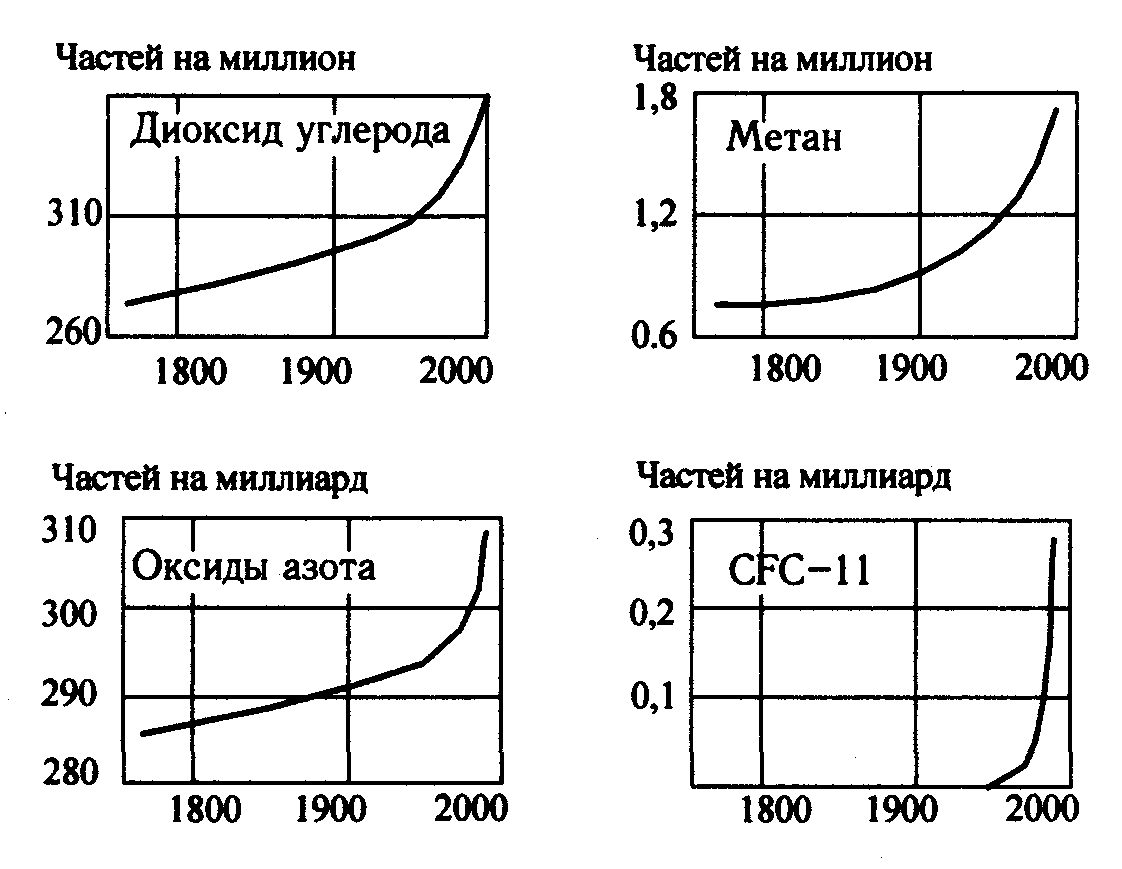 Частей на миллион
Диоксид углерода
310
260
1800 1900 2000
Частей на миллион
1,8
Метан
1,2
0.6
1800 1900 2000
Частей на миллиард
310
Оксиды азота
300
290
280
1800 1900 2000
Частей на миллиард
0,3
CFC-11
0,2
0,1
1800 1900 2000